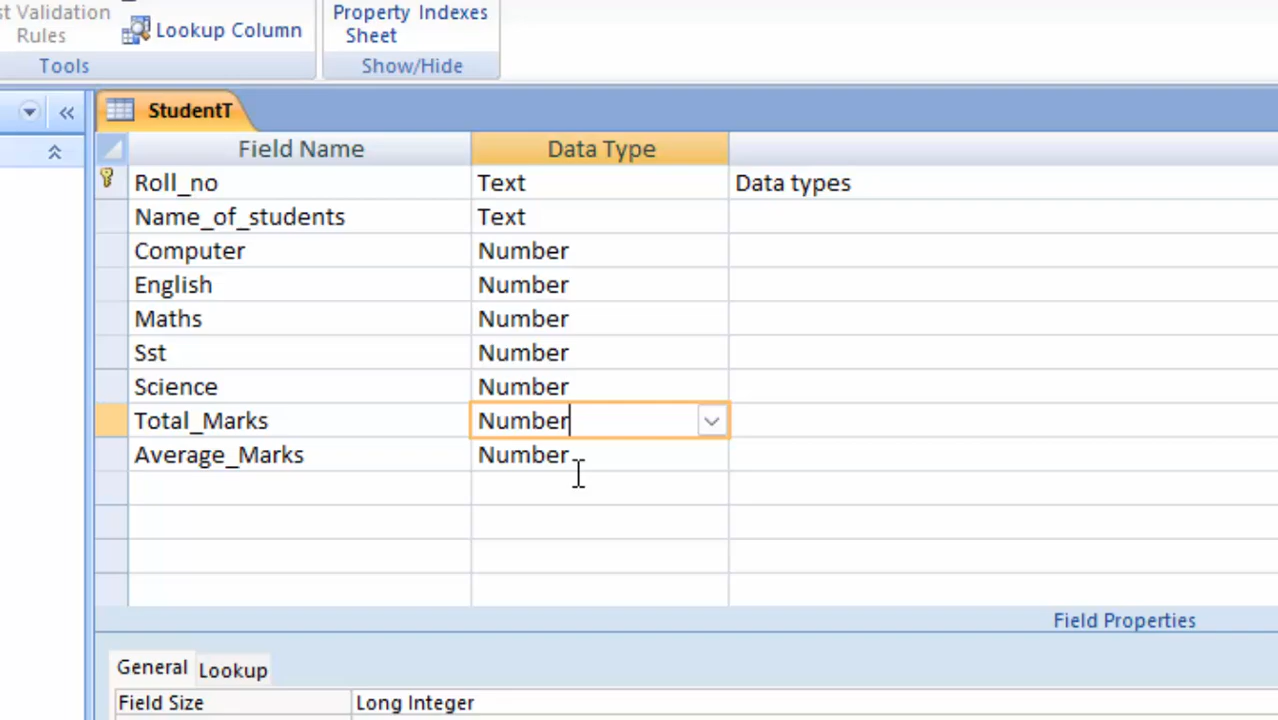 st Validation
Rules
Lookup Column
Property Indexes
Sheet
Tools
Show/Hide
StudentT
Field Name Data Type
Roll_no Text Data types
Name_of_students Text
Computer Number
English Number
Maths Number
Sst Number
Science Number
Total_Marks Number
Average_Marks Number
Field Properties
General Lookup
Field Size Long Integer